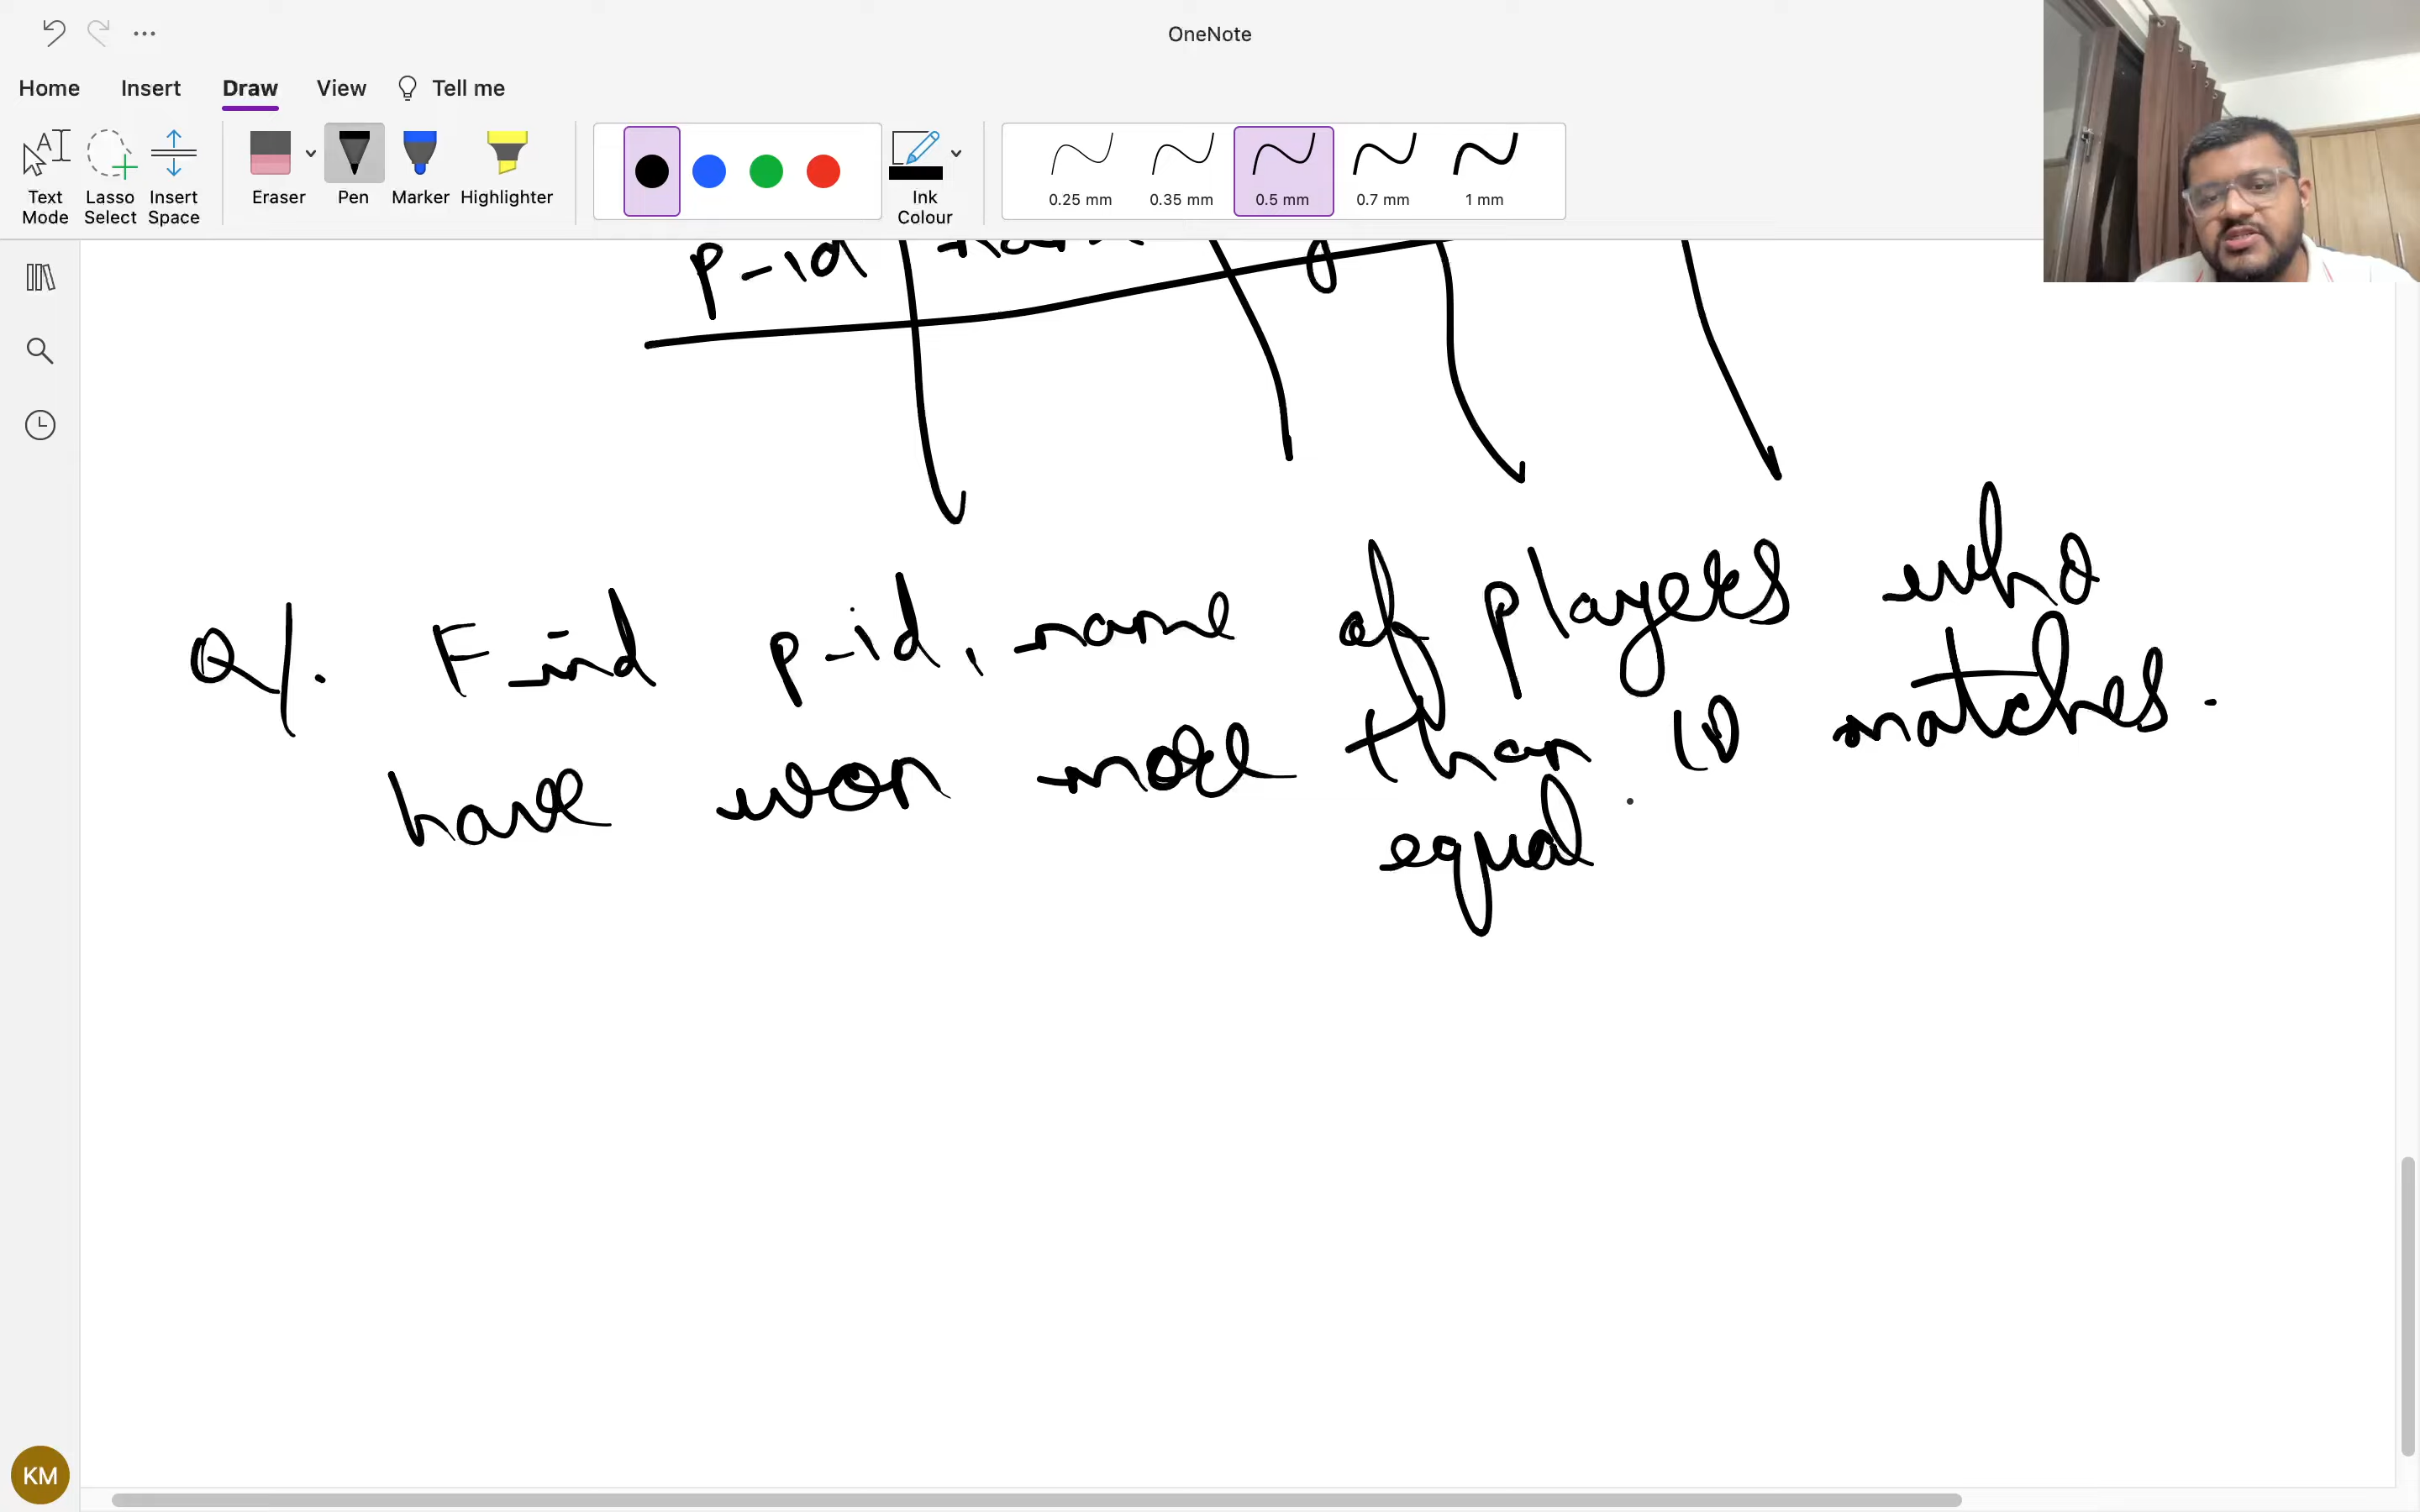 OneNote
Home Insert Draw View Tell me
Text Mode
Lasso Select
Insert Space
Eraser
Pen
Marker
Highlighter
Ink Colour
0.25 mm
0.35 mm
0.5 mm
0.7 mm
1 mm
p-id
Q/. Find p-id, name of players who
have won more than 10 matches.
equal
KM